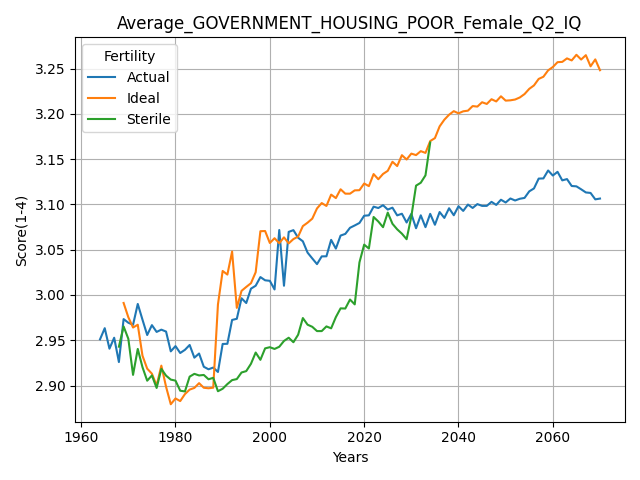 Average_GOVERNMENT_HOUSING_POOR_Female_Q2_IQ
Fertility
Actual
Ideal
Sterile
3.25
3.20
3.15
3.10
3.05
3.00
2.95
2.90
Score(1-4)
1960
1980
2000
2020
2040
2060
Years